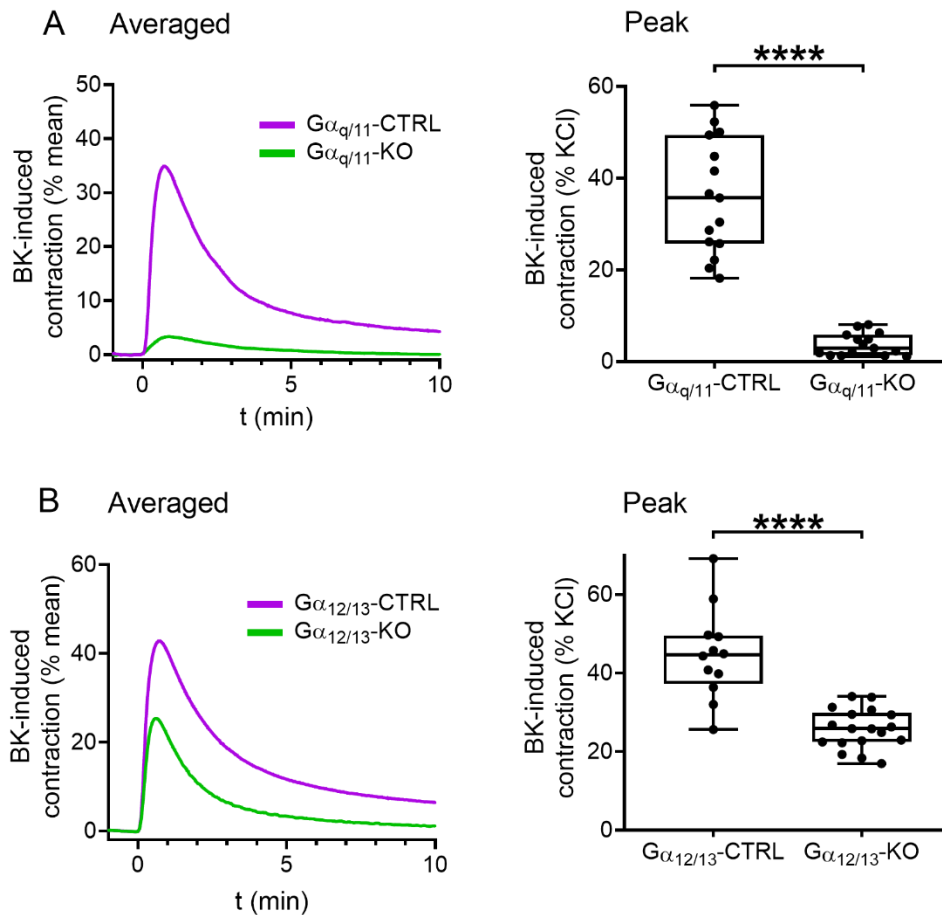 A Averaged
BK-induced
contraction (% mean)
50
40
30
20
10
0
Gαq/11-CTRL
Gαq/11-KO
0 5 10
t (min)
Peak
****
BK-induced
contraction (% KCl)
60
40
20
0
Gαq/11-CTRL Gαq/11-KO
B Averaged
BK-induced
contraction (% mean)
60
40
20
0
Gα12/13-CTRL
Gα12/13-KO
0 5 10
t (min)
Peak
****
BK-induced
contraction (% KCl)
60
40
20
0
Gα12/13-CTRL Gα12/13-KO